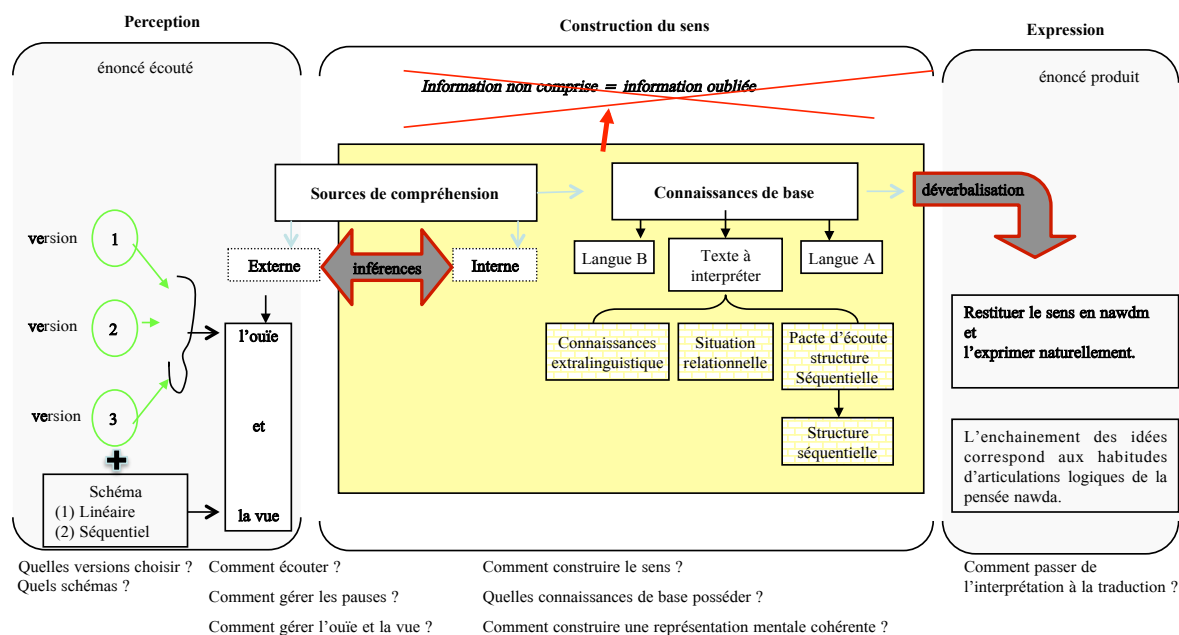 Perception
Construction du sens
Expression
énoncé écouté
énoncé produit
Information non comprise = information oubliée
Sources de compréhension
Connaissances de base
déverbalisation
version
1
Externe
inférences
Interne
Langue B
Texte à
interpréter
Langue A
version
2
l'ouïe
et
la vue
Connaissances
extralinguistique
Situation
relationnelle
Pacte d'écoute
structure
Séquentielle
Restituer le sens en nawdm
et
l'exprimer naturellement.
version
3
Structure
séquentielle
L'enchainement des idées
correspond aux habitudes
d'articulations logiques de la
pensée nawda.
+
Schéma
(1) Linéaire
(2) Séquentiel
Quelles versions choisir ?
Quels schémas ?
Comment écouter ?
Comment gérer les pauses ?
Comment gérer l'ouïe et la vue ?
Comment construire le sens ?
Quelles connaissances de base posséder ?
Comment construire une représentation mentale cohérente ?
Comment passer de
l'interprétation à la traduction ?